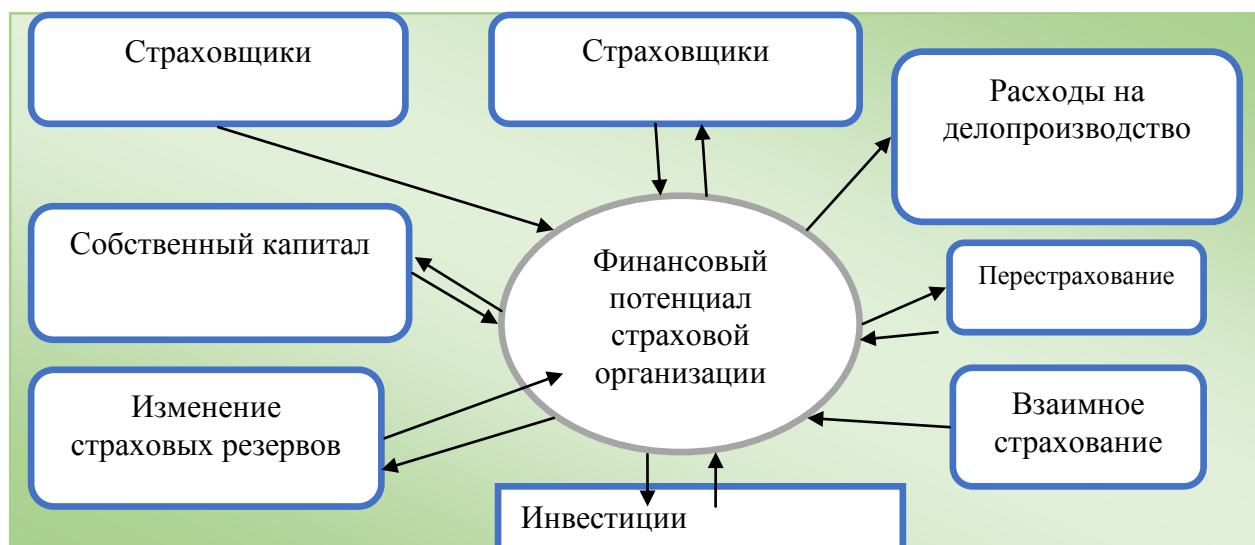 Страховщики
Страховщики
Расходы на
делопроизводство
Собственный капитал
Финансовый
потенциал
страховой
организации
Перестрахование
Изменение
страховых резервов
Взаимное
страхование
Инвестиции